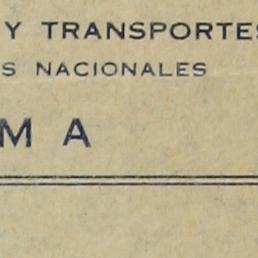 Y TRANSPORTES
S NACIONALES
M A